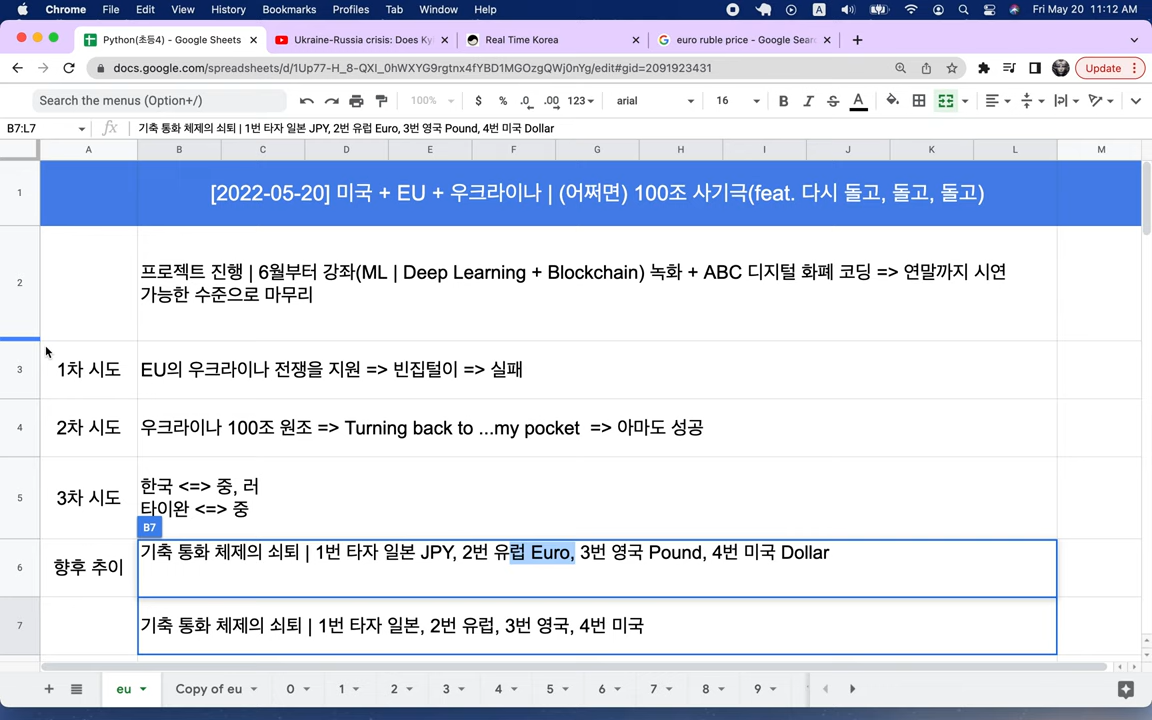 Chrome File Edit View History Bookmarks Profiles Tab Window Help A Fri May 20 11:12 AM
Python(초등4) - Google Sheets Ukraine-Russia crisis: Does Ky Real Time Korea euro ruble price - Google Sear
docs.google.com/spreadsheets/d/1Up77-H_8-QXI_0hWXYG9rgtnx4fYBD1MGOzgQWj0nYg/edit#gid=2091923431 Update
Search the menus (Option+/) 100% $ % .0 .00 123 arial 16 B I S A
B7:L7 fx 기축 통화 체제의 쇠퇴 | 1번 타자 일본 JPY, 2번 유럽 Euro, 3번 영국 Pound, 4번 미국 Dollar
A B C D E F G H I J K L M
1 [2022-05-20] 미국 + EU + 우크라이나 | (어쩌면) 100조 사기극(feat. 다시 돌고, 돌고, 돌고)
2 프로젝트 진행 | 6월부터 강좌(ML | Deep Learning + Blockchain) 녹화 + ABC 디지털 화폐 코딩 => 연말까지 시연
가능한 수준으로 마무리
3 1차 시도 EU의 우크라이나 전쟁을 지원 => 빈집털이 => 실패
4 2차 시도 우크라이나 100조 원조 => Turning back to ...my pocket => 아마도 성공
5 3차 시도 한국 <=> 중, 러
타이완 <=> 중
B7
6 향후 추이 기축 통화 체제의 쇠퇴 | 1번 타자 일본 JPY, 2번 유럽 Euro, 3번 영국 Pound, 4번 미국 Dollar
7 기축 통화 체제의 쇠퇴 | 1번 타자 일본, 2번 유럽, 3번 영국, 4번 미국
eu Copy of eu 0 1 2 3 4 5 6 7 8 9